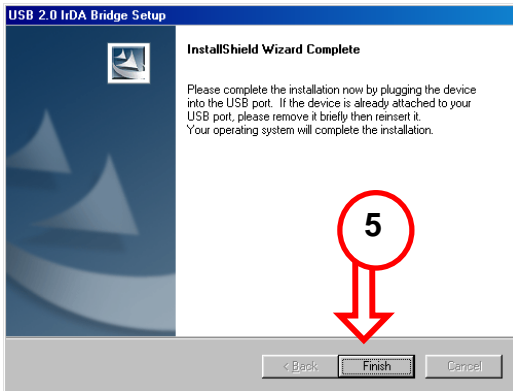 USB 2.0 IrDA Bridge Setup
InstallShield Wizard Complete
Please complete the installation now by plugging the device
into the USB port. If the device is already attached to your
USB port, please remove it briefly then reinsert it.
Your operating system will complete the installation.
5
< Back
Finish
Cancel